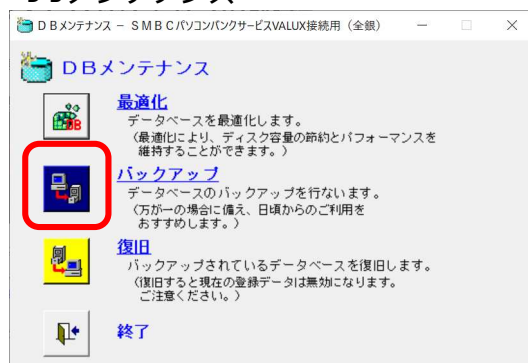 DBメンテナンス
DBメンテナンス － SMBCパソコンバンクサービスVALUX接続用（全銀）
DBメンテナンス
最適化
データベースを最適化します。
（最適化により、ディスク容量の節約とパフォーマンスを
維持することができます。）
バックアップ
データベースのバックアップを行ないます。
（万が一の場合に備え、日頃からのご利用を
おすすめします。）
復旧
バックアップされているデータベースを復旧します。
（復旧すると現在の登録データは無効になります。
ご注意ください。）
終了